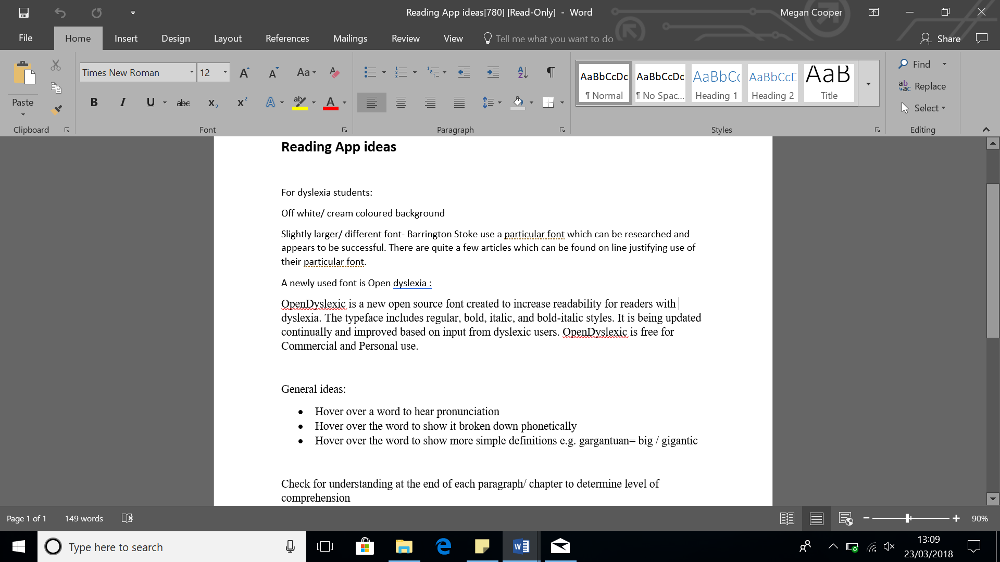 Reading App ideas[780] [Read-Only] - Word
Megan Cooper
File Home Insert Design Layout References Mailings Review View Tell me what you want to do Share
Times New Roman 12 Aa
Paste
B I U abc X₂ X² A ab A
AaBbCcDc AaBbCcDc AaBbCc AaBbCcD AaB
¶ Normal ¶ No Spac... Heading 1 Heading 2 Title
Find
Replace
Select
Clipboard Font Paragraph Styles Editing
Reading App ideas
For dyslexia students:
Off white/ cream coloured background
Slightly larger/ different font- Barrington Stoke use a particular font which can be researched and
appears to be successful. There are quite a few articles which can be found on line justifying use of
their particular font.
A newly used font is Open dyslexia :
OpenDyslexic is a new open source font created to increase readability for readers with
dyslexia. The typeface includes regular, bold, italic, and bold-italic styles. It is being updated
continually and improved based on input from dyslexic users. OpenDyslexic is free for
Commercial and Personal use.
General ideas:
• Hover over a word to hear pronunciation
• Hover over the word to show it broken down phonetically
• Hover over the word to show more simple definitions e.g. gargantuan= big / gigantic
Check for understanding at the end of each paragraph/ chapter to determine level of
comprehension
Page 1 of 1 149 words 90%
Type here to search
13:09
23/03/2018